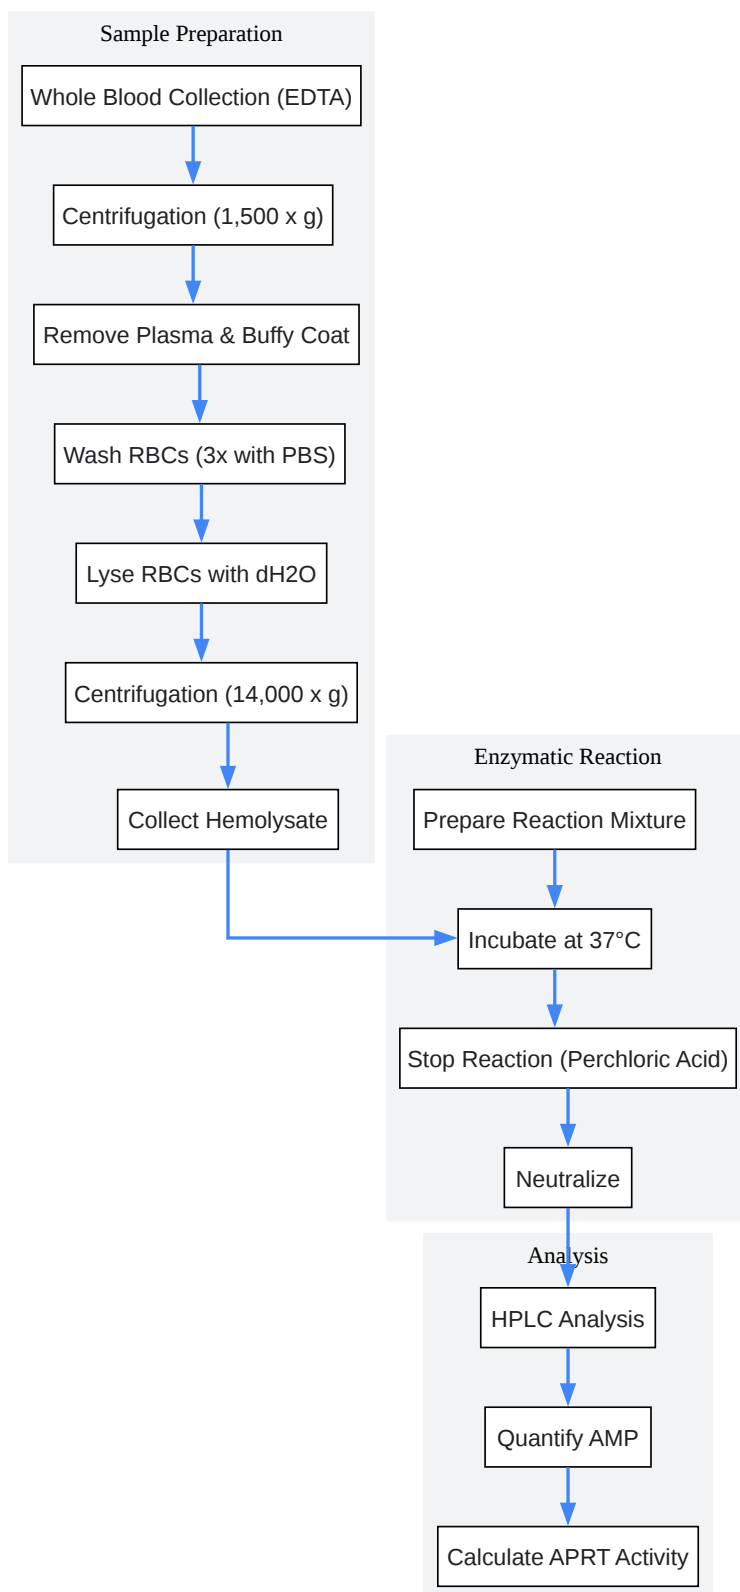 Sample Preparation
Whole Blood Collection (EDTA)
Centrifugation (1,500 x g)
Remove Plasma & Buffy Coat
Wash RBCs (3x with PBS)
Lyse RBCs with dH2O
Centrifugation (14,000 x g)
Collect Hemolysate
Enzymatic Reaction
Prepare Reaction Mixture
Incubate at 37°C
Stop Reaction (Perchloric Acid)
Neutralize
Analysis
HPLC Analysis
Quantify AMP
Calculate APRT Activity